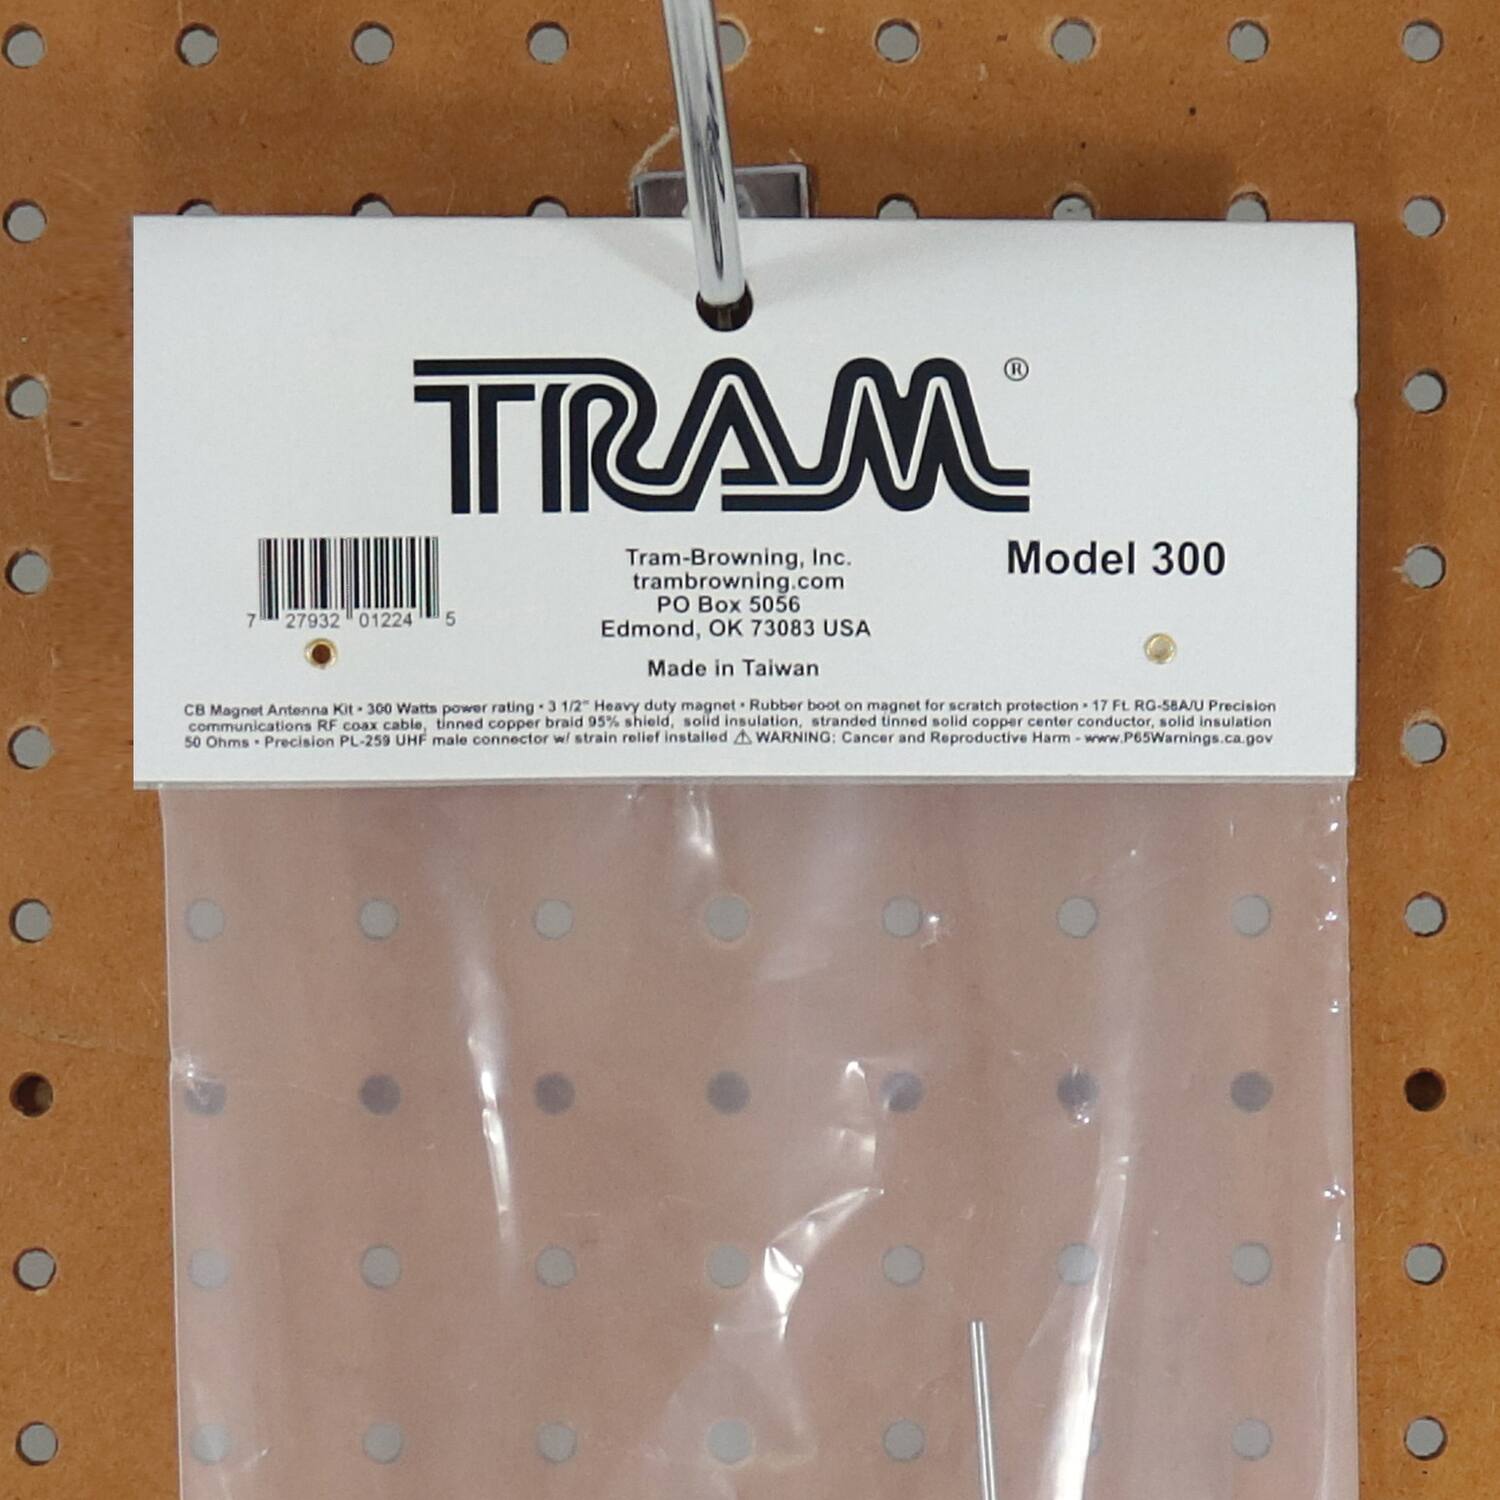 TRAM®
7 27932 01224 5
Tram-Browning, Inc.
trambrowning.com
PO Box 5056
Edmond, OK 73083 USA
Made in Taiwan
Model 300
CB Magnet Antenna Kit • 300 Watts power rating • 3 1/2" Heavy duty magnet • Rubber boot on magnet for scratch protection • 17 Ft. RG-58A/U Precision
communications RF coax cable, tinned copper braid 95% shield, solid insulation, stranded tinned solid copper center conductor, solid insulation
50 Ohms • Precision PL-259 UHF male connector w/ strain relief installed ⚠ WARNING: Cancer and Reproductive Harm - www.P65Warnings.ca.gov